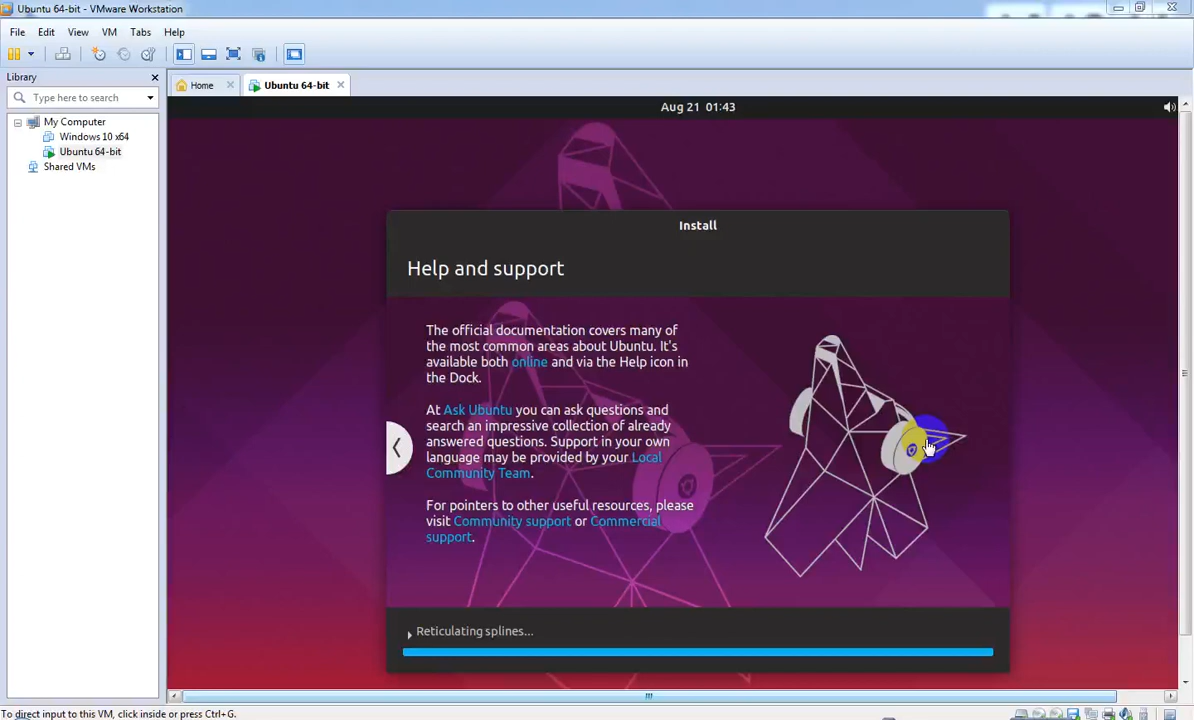 Ubuntu 64-bit - VMware Workstation
File Edit View VM Tabs Help
Library
Type here to search
My Computer
Windows 10 x64
Ubuntu 64-bit
Shared VMs
Home
Ubuntu 64-bit
Aug 21 01:43
Install
Help and support
The official documentation covers many of
the most common areas about Ubuntu. It's
available both online and via the Help icon in
the Dock.
At Ask Ubuntu you can ask questions and
search an impressive collection of already
answered questions. Support in your own
language may be provided by your Local
Community Team.
For pointers to other useful resources, please
visit Community support or Commercial
support.
Reticulating splines...
To direct input to this VM, click inside or press Ctrl+G.